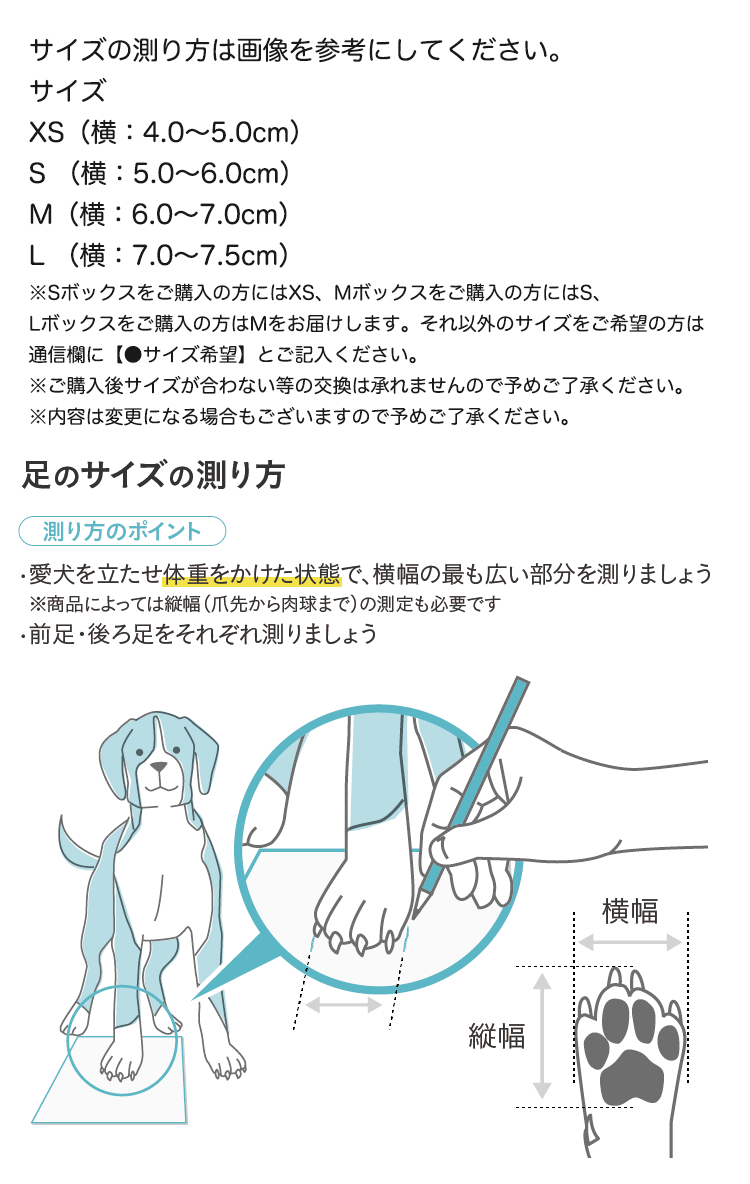 サイズの測り方は画像を参考にしてください。
サイズ
XS（横：4.0〜5.0cm）
S （横：5.0〜6.0cm）
M（横：6.0〜7.0cm）
L （横：7.0〜7.5cm）
※Sボックスをご購入の方にはXS、Mボックスをご購入の方にはS、
Lボックスをご購入の方はMをお届けします。それ以外のサイズをご希望の方は
通信欄に【●サイズ希望】とご記入ください。
※ご購入後サイズが合わない等の交換は承れませんので予めご了承ください。
※内容は変更になる場合もございますので予めご了承ください。
足のサイズの測り方
測り方のポイント
・愛犬を立たせ体重をかけた状態で、横幅の最も広い部分を測りましょう
※商品によっては縦幅（爪先から肉球まで）の測定も必要です
・前足・後ろ足をそれぞれ測りましょう
横幅
縦幅